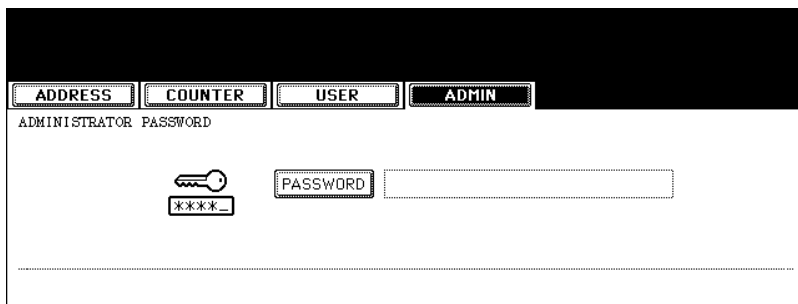 ADDRESS COUNTER USER ADMIN
ADMINISTRATOR PASSWORD
PASSWORD
****_